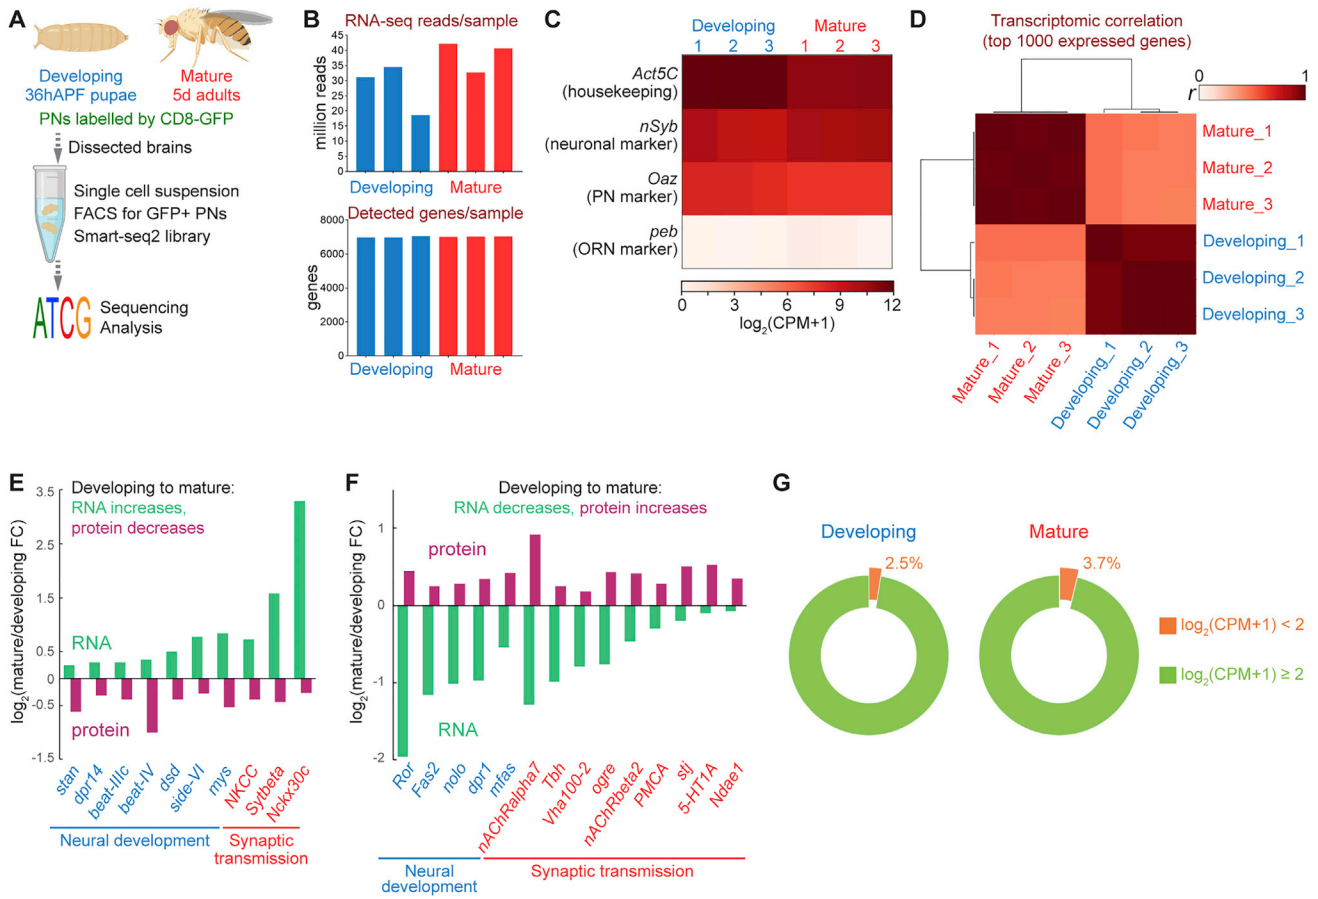 A
Developing
36hAPF pupae
Mature
5d adults
PNs labelled by CD8-GFP
Dissected brains
Single cell suspension
FACS for GFP+ PNs
Smart-seq2 library
ATCG
Sequencing
Analysis
B
RNA-seq reads/sample
million reads
45
40
35
30
25
20
15
10
5
0
Developing Mature
Detected genes/sample
genes
8000
6000
4000
2000
0
Developing Mature
C
Developing Mature
1 2 3 1 2 3
Act5C
(housekeeping)
nSyb
(neuronal marker)
Oaz
(PN marker)
peb
(ORN marker)
0 3 6 9 12
log2(CPM+1)
D
Transcriptomic correlation
(top 1000 expressed genes)
0 1
r
Mature_1
Mature_2
Mature_3
Developing_1
Developing_2
Developing_3
Mature_1
Mature_2
Mature_3
Developing_1
Developing_2
Developing_3
E
Developing to mature:
RNA increases,
protein decreases
log2(mature/developing FC)
3.5
2.5
1.5
0.5
0
-0.5
-1.5
RNA
protein
stan
dpr14
beat-IIIc
beat-IV
dsd
side-VI
mys
NKCC
Sytbeta
Nckx30c
Neural development
Synaptic
transmission
F
Developing to mature:
RNA decreases, protein increases
log2(mature/developing FC)
1
0
-1
-2
protein
RNA
Ror
Fas2
nolo
dpr1
mfas
nAChRalpha7
Tbh
Vha100-2
ogre
nAChRbeta2
PMCA
stj
5-HT1A
Ndae1
Neural
development
Synaptic transmission
G
Developing
2.5%
Mature
3.7%
log2(CPM+1) < 2
log2(CPM+1) ≥ 2